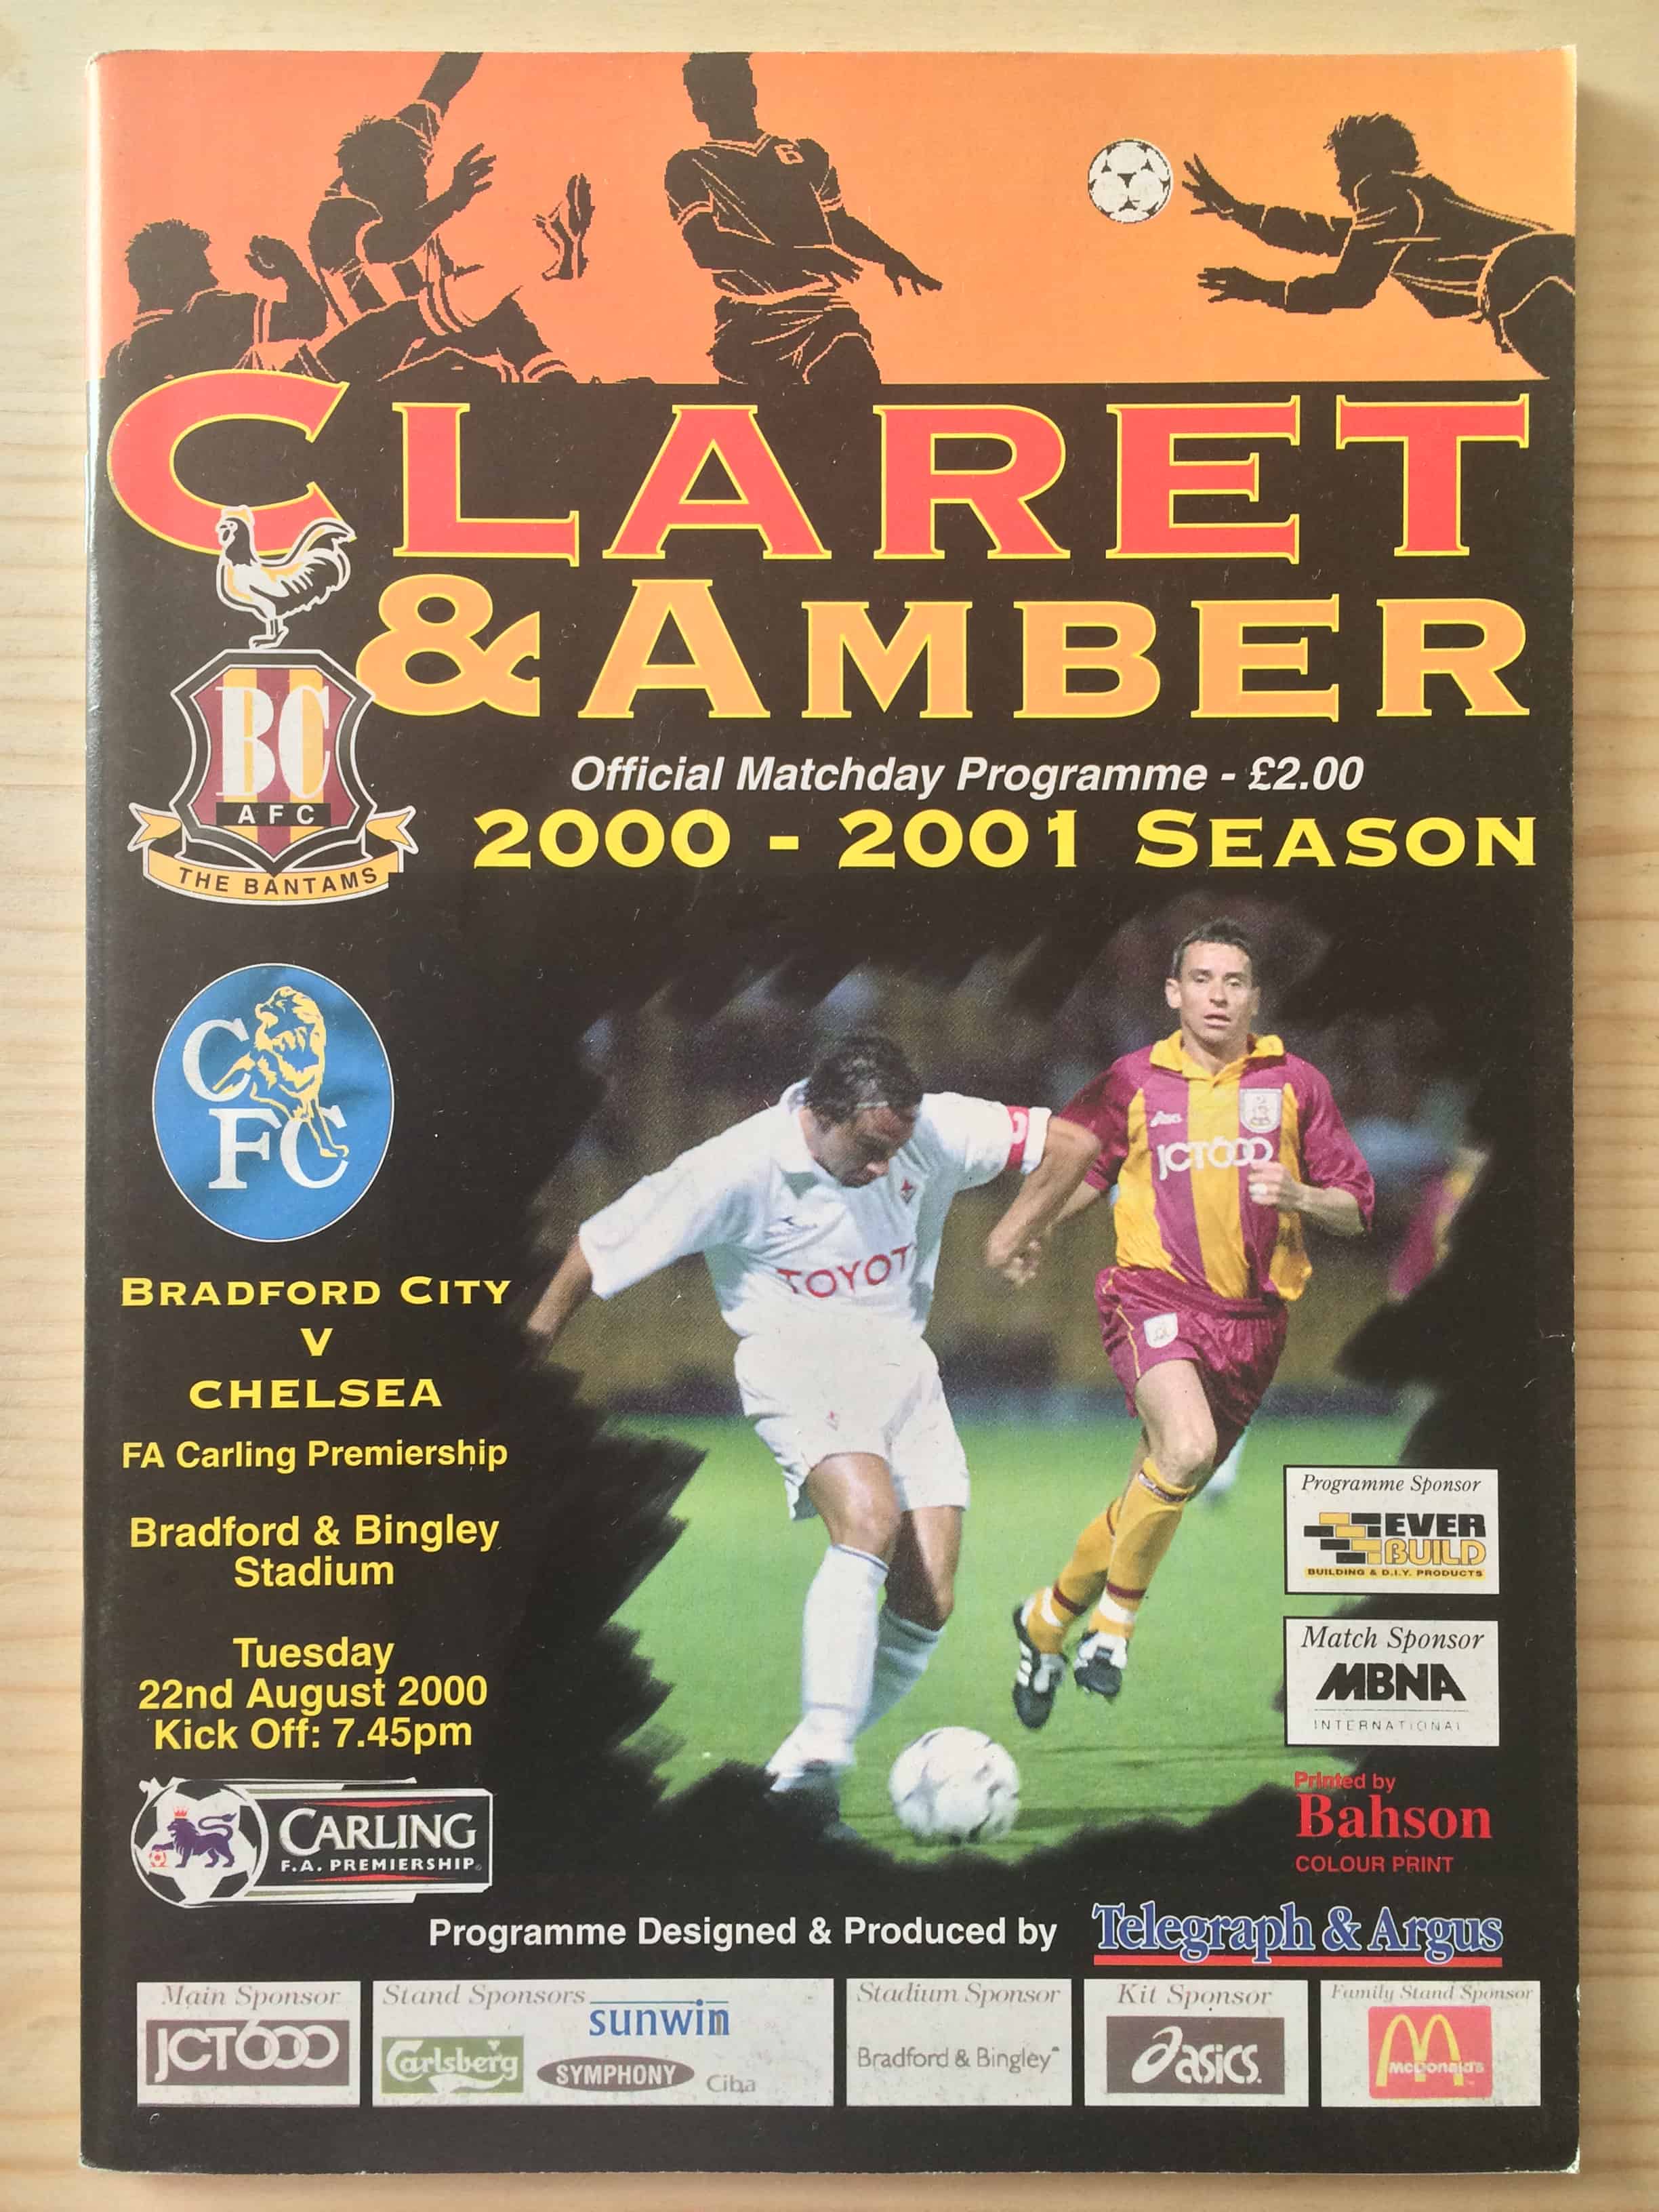 CLARET
& AMBER
BC
AFC
THE BANTAMS
Official Matchday Programme - £2.00
2000 - 2001 SEASON
CFC
6
JCT600
TOYOT
BRADFORD CITY
V
CHELSEA
FA Carling Premiership
Bradford & Bingley
Stadium
Tuesday
22nd August 2000
Kick Off: 7.45pm
CARLING
F.A. PREMIERSHIP
Programme Sponsor
EVER
BUILD
BUILDING & D.I.Y. PRODUCTS
Match Sponsor
MBNA
INTERNATIONAL
Printed by
Bahson
COLOUR PRINT
Programme Designed & Produced by Telegraph & Argus
Main Sponsor
JCT600
Stand Sponsors
sunwin
Carlsberg
SYMPHONY
Ciba
Stadium Sponsor
Bradford & Bingley
Kit Sponsor
asics
Family Stand Sponsor
McDonald's